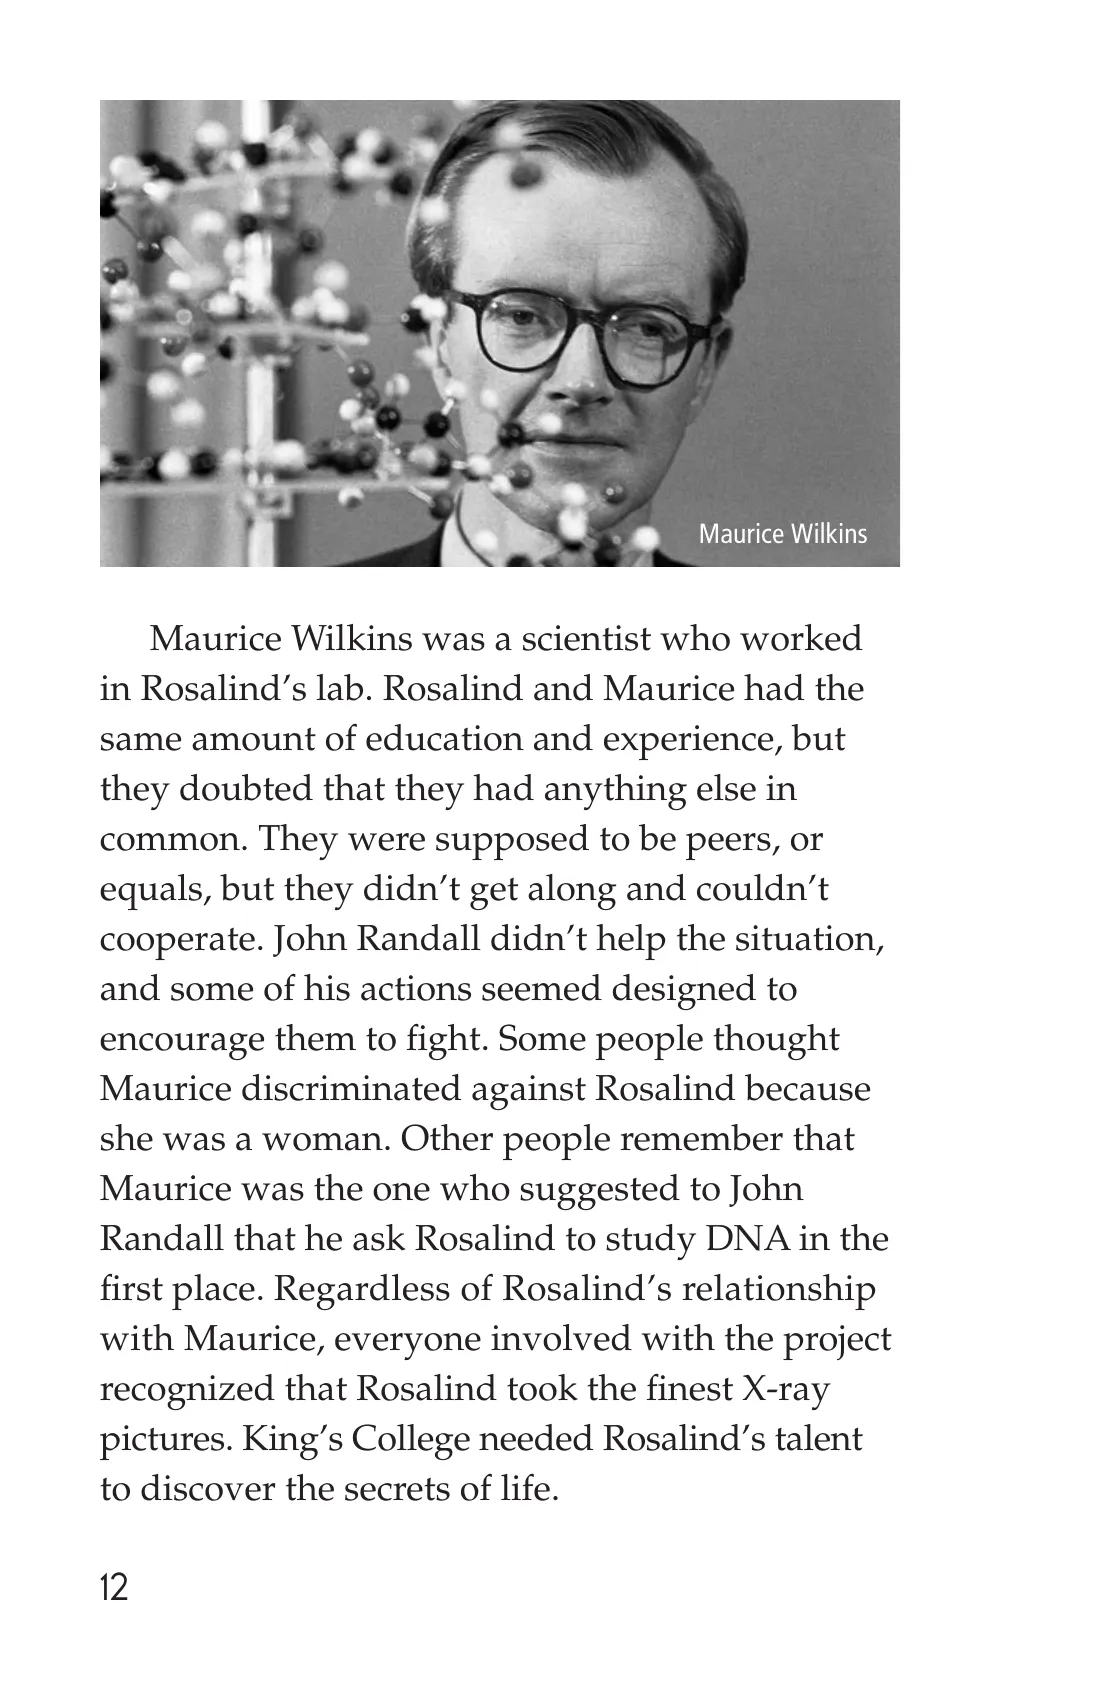 Maurice Wilkins
Maurice Wilkins was a scientist who worked
in Rosalind’s lab. Rosalind and Maurice had the
same amount of education and experience, but
they doubted that they had anything else in
common. They were supposed to be peers, or
equals, but they didn’t get along and couldn’t
cooperate. John Randall didn’t help the situation,
and some of his actions seemed designed to
encourage them to fight. Some people thought
Maurice discriminated against Rosalind because
she was a woman. Other people remember that
Maurice was the one who suggested to John
Randall that he ask Rosalind to study DNA in the
first place. Regardless of Rosalind’s relationship
with Maurice, everyone involved with the project
recognized that Rosalind took the finest X-ray
pictures. King’s College needed Rosalind’s talent
to discover the secrets of life.
12